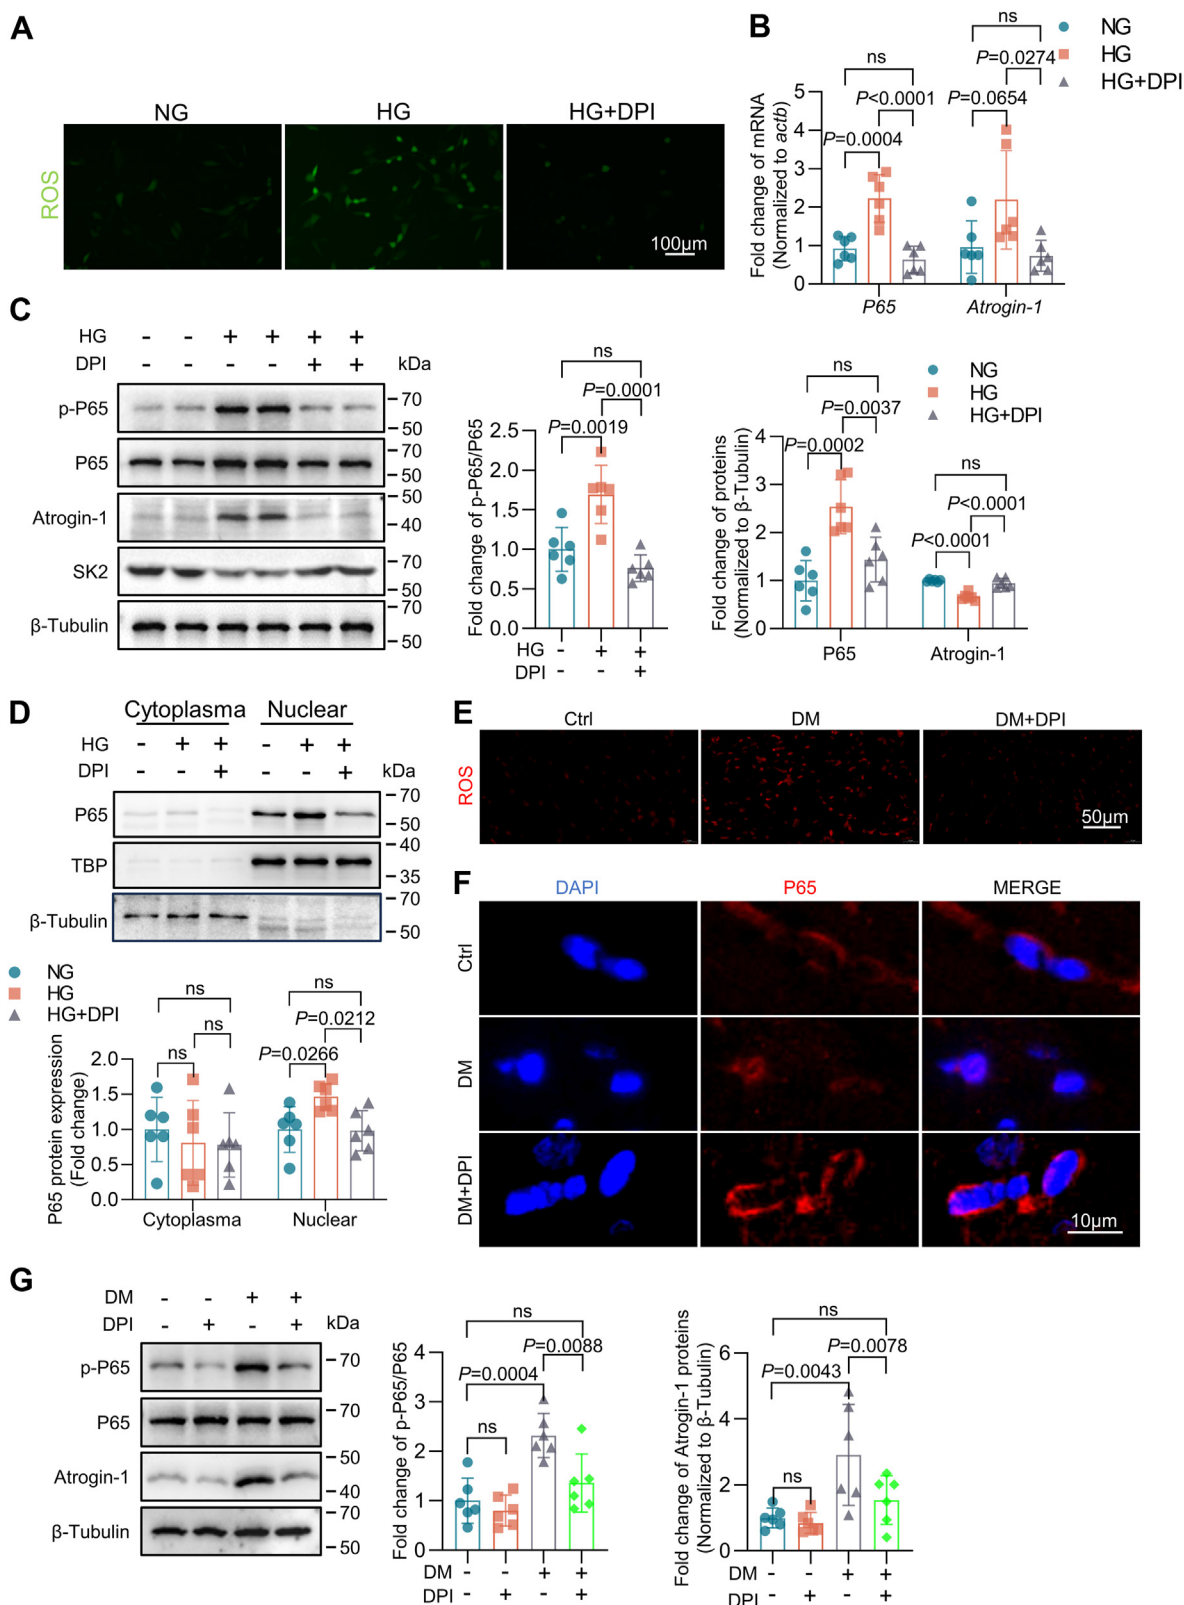 A
NG
HG
HG+DPI
ROS
100μm
B
NG
HG
HG+DPI
ns
ns
P=0.0274
P<0.0001
P=0.0654
P=0.0004
Fold change of mRNA
(Normalized to actb)
5
4
3
2
1
0
P65
Atrogin-1
C
HG - - + + + +
DPI - - - - + + kDa
p-P65
70
50
P65
70
50
Atrogin-1
50
40
SK2
70
50
β-Tubulin
70
50
ns
P=0.0001
P=0.0019
Fold change of p-P65/P65
2.5
2.0
1.5
1.0
0.5
0.0
HG - + +
DPI - - +
NG
HG
HG+DPI
ns
P=0.0037
P=0.0002
ns
P<0.0001
P<0.0001
Fold change of proteins
(Normalized to β-Tubulin)
4
3
2
1
0
P65
Atrogin-1
D
Cytoplasma Nuclear
HG - + + - + +
DPI - - + - - + kDa
P65
70
50
TBP
40
35
β-Tubulin
70
50
NG
HG
HG+DPI
ns
ns
ns
ns
P=0.0212
P=0.0266
P65 protein expression
(Fold change)
2.0
1.5
1.0
0.5
0.0
Cytoplasma
Nuclear
E
Ctrl
DM
DM+DPI
ROS
50μm
F
DAPI
P65
MERGE
Ctrl
DM
DM+DPI
10μm
G
DM - - + +
DPI - + - + kDa
p-P65
70
P65
70
50
Atrogin-1
50
40
β-Tubulin
70
50
ns
P=0.0088
P=0.0004
ns
Fold change of p-P65/P65
4
3
2
1
0
DM - - + +
DPI - + - +
ns
P=0.0078
P=0.0043
ns
Fold change of Atrogin-1 proteins
(Normalized to β-Tubulin)
6
4
2
0
DM - - + +
DPI - + - +